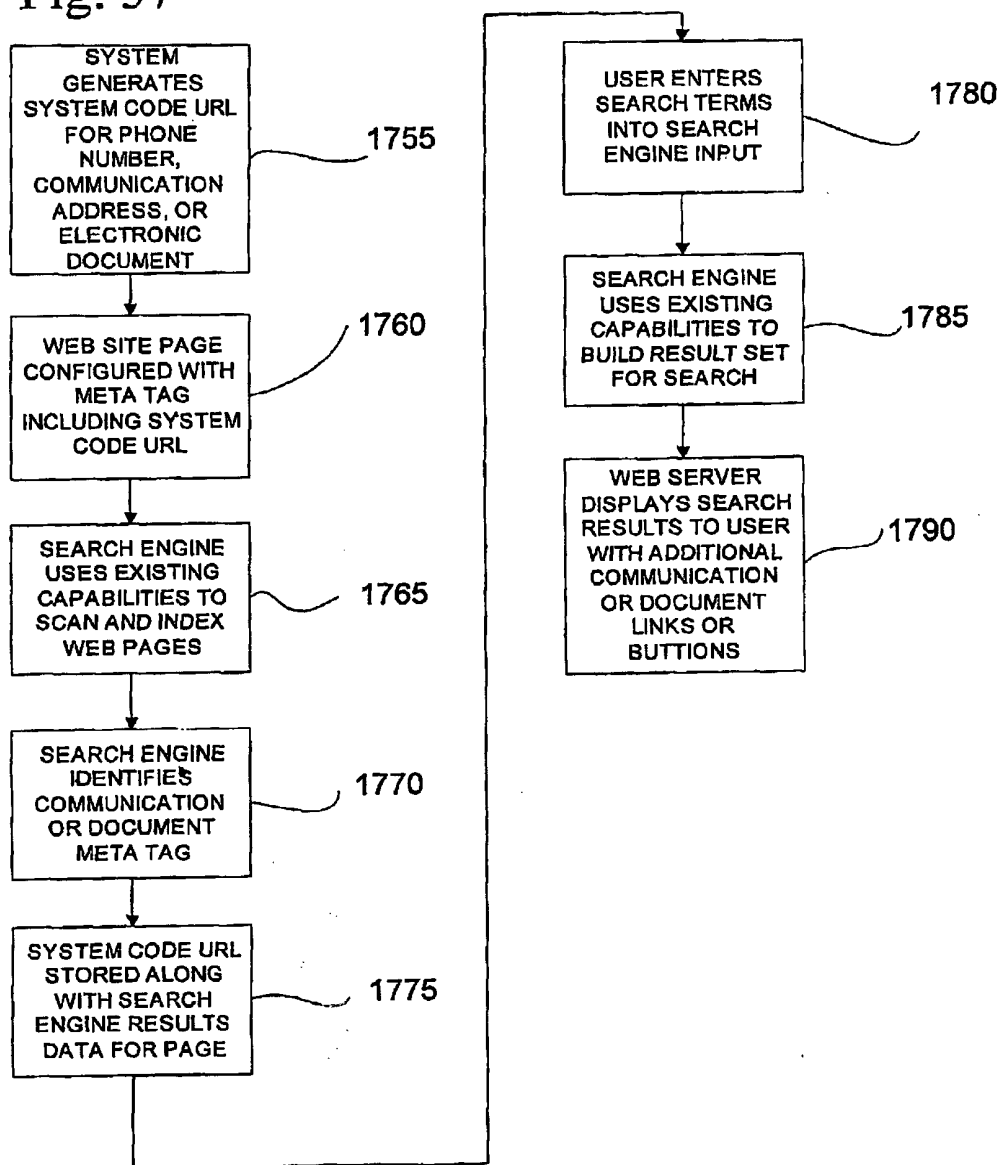 Fig.
SYSTEM
GENERATES
SYSTEM CODE URL
FOR PHONE
NUMBER,
COMMUNICATION
ADDRESS, OR
ELECTRONIC
DOCUMENT
1755
WEB SITE PAGE
CONFIGURED WITH
META TAG
INCLUDING SYSTEM
CODE URL
1760
SEARCH ENGINE
USES EXISTING
CAPABILITIES TO
SCAN AND INDEX
WEB PAGES
1765
SEARCH ENGINE
IDENTIFIES
COMMUNICATION
OR DOCUMENT
META TAG
1770
SYSTEM CODE URL
STORED ALONG
WITH SEARCH
ENGINE RESULTS
DATA FOR PAGE
1775
USER ENTERS
SEARCH TERMS
INTO SEARCH
ENGINE INPUT
1780
SEARCH ENGINE
USES EXISTING
CAPABILITIES TO
BUILD RESULT SET
FOR SEARCH
1785
WEB SERVER
DISPLAYS SEARCH
RESULTS TO USER
WITH ADDITIONAL
COMMUNICATION
OR DOCUMENT
LINKS OR
BUTTIONS
1790